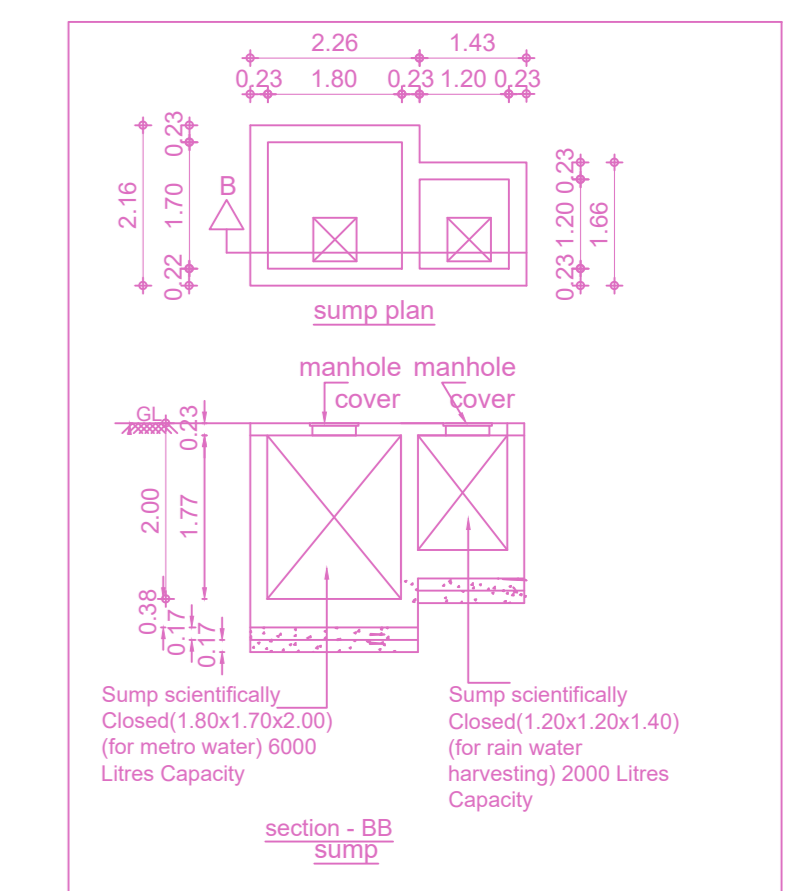 2.26 1.43
0.23 1.80 0.23 1.20 0.23
2.16
0.23
1.70
0.22
B
0.23
1.20
0.23
1.66
sump plan
manhole
cover
manhole
cover
GL
0.23
2.00
1.77
0.38
0.17
0.17
Sump scientifically
Closed(1.80x1.70x2.00)
(for metro water) 6000
Litres Capacity
Sump scientifically
Closed(1.20x1.20x1.40)
(for rain water
harvesting) 2000 Litres
Capacity
section - BB
sump